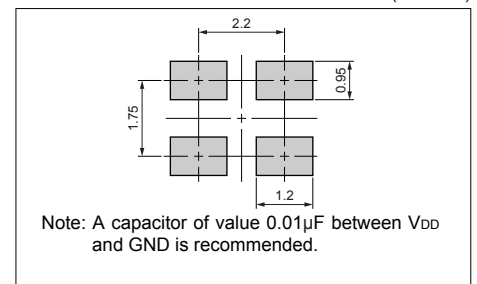 2.2
0.95
1.75
1.2
Note: A capacitor of value 0.01µF between VDD
and GND is recommended.